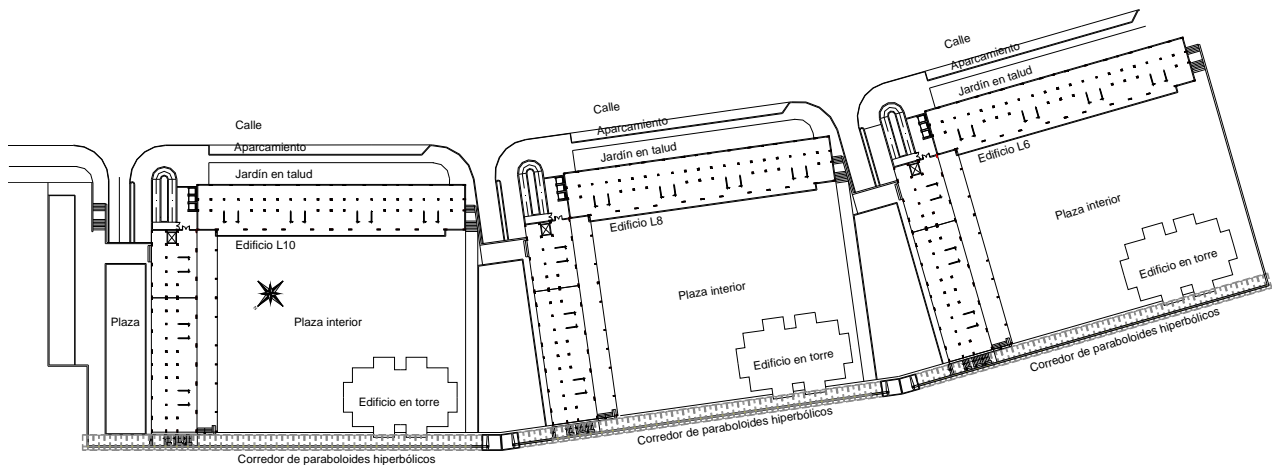 Calle
Aparcamiento
Jardín en talud
Edificio L10
Plaza
Plaza interior
Edificio en torre
Corredor de paraboloides hiperbólicos
Calle
Aparcamiento
Jardín en talud
Edificio L8
Plaza interior
Edificio en torre
Corredor de paraboloides hiperbólicos
Calle
Aparcamiento
Jardín en talud
Edificio L6
Plaza interior
Edificio en torre
Corredor de paraboloides hiperbólicos